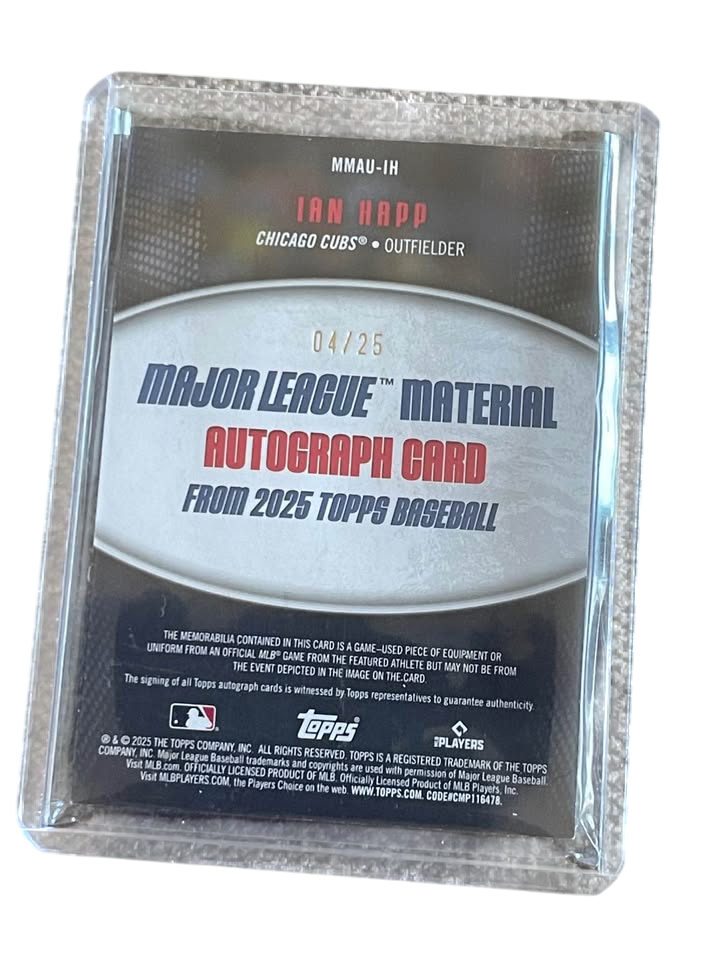 MMAU-IH
IAN HAPP
CHICAGO CUBS® • OUTFIELDER
04/25
MAJOR LEAGUE™ MATERIAL
AUTOGRAPH CARD
FROM 2025 TOPPS BASEBALL
THE MEMORABILIA CONTAINED IN THIS CARD IS A GAME-USED PIECE OF EQUIPMENT OR
UNIFORM FROM AN OFFICIAL MLB® GAME FROM THE FEATURED ATHLETE BUT MAY NOT BE FROM
THE EVENT DEPICTED IN THE IMAGE ON THE CARD.
The signing of all Topps autograph cards is witnessed by Topps representatives to guarantee authenticity.
topps®
MLBPLAYERS
® & © 2025 THE TOPPS COMPANY, INC. ALL RIGHTS RESERVED. TOPPS IS A REGISTERED TRADEMARK OF THE TOPPS
COMPANY, INC. Major League Baseball trademarks and copyrights are used with permission of Major League Baseball.
Visit MLB.com. OFFICIALLY LICENSED PRODUCT OF MLB. Officially Licensed Product of MLB Players, Inc.
Visit MLBPLAYERS.COM, the Players Choice on the web. WWW.TOPPS.COM. CODE#CMP116478.